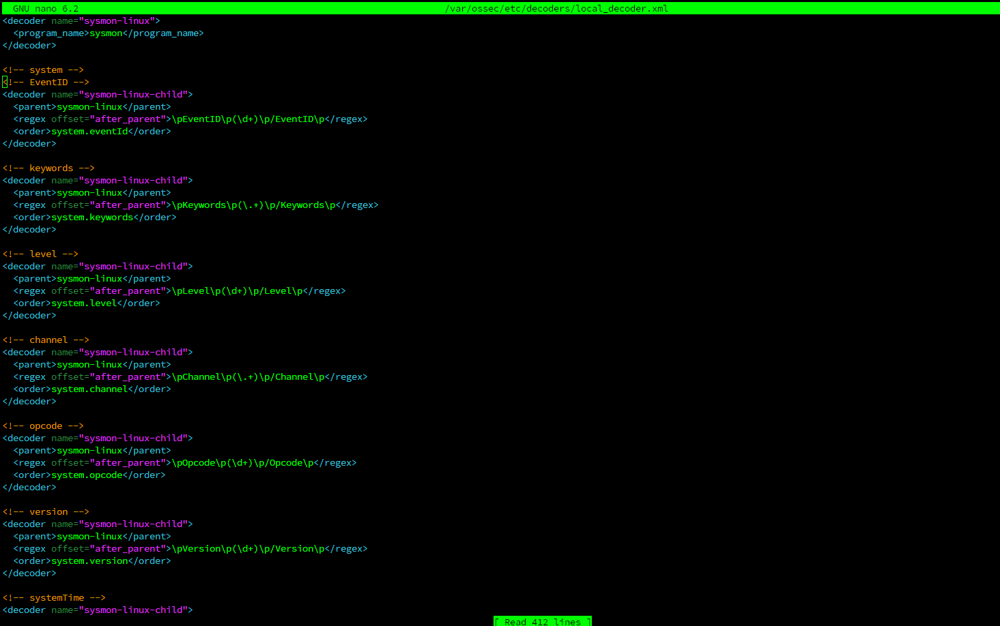 GNU nano 6.2 /var/ossec/etc/decoders/local_decoder.xml
<decoder name="sysmon-linux">
  <program_name>sysmon</program_name>
</decoder>

<!-- system -->
<!-- EventID -->
<decoder name="sysmon-linux-child">
  <parent>sysmon-linux</parent>
  <regex offset="after_parent">\pEventID\p(\d+)\p/EventID\p</regex>
  <order>system.eventId</order>
</decoder>

<!-- keywords -->
<decoder name="sysmon-linux-child">
  <parent>sysmon-linux</parent>
  <regex offset="after_parent">\pKeywords\p(\.+)\p/Keywords\p</regex>
  <order>system.keywords</order>
</decoder>

<!-- level -->
<decoder name="sysmon-linux-child">
  <parent>sysmon-linux</parent>
  <regex offset="after_parent">\pLevel\p(\d+)\p/Level\p</regex>
  <order>system.level</order>
</decoder>

<!-- channel -->
<decoder name="sysmon-linux-child">
  <parent>sysmon-linux</parent>
  <regex offset="after_parent">\pChannel\p(\.+)\p/Channel\p</regex>
  <order>system.channel</order>
</decoder>

<!-- opcode -->
<decoder name="sysmon-linux-child">
  <parent>sysmon-linux</parent>
  <regex offset="after_parent">\pOpcode\p(\d+)\p/Opcode\p</regex>
  <order>system.opcode</order>
</decoder>

<!-- version -->
<decoder name="sysmon-linux-child">
  <parent>sysmon-linux</parent>
  <regex offset="after_parent">\pVersion\p(\d+)\p/Version\p</regex>
  <order>system.version</order>
</decoder>

<!-- systemTime -->
<decoder name="sysmon-linux-child">
[ Read 412 lines ]